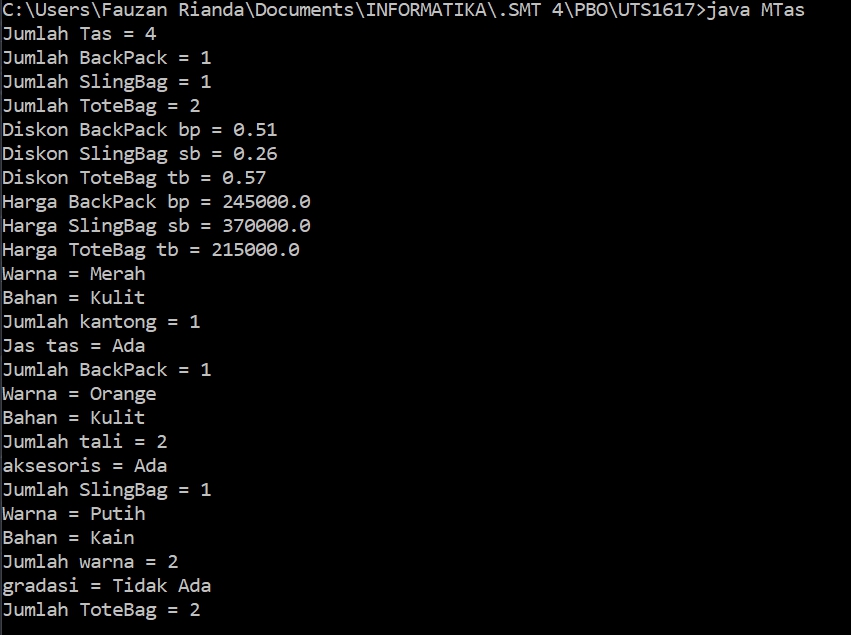 C:\Users\Fauzan Rianda\Documents\INFORMATIKA\.SMT 4\PBO\UTS1617>java MTas
Jumlah Tas = 4
Jumlah BackPack = 1
Jumlah SlingBag = 1
Jumlah ToteBag = 2
Diskon BackPack bp = 0.51
Diskon SlingBag sb = 0.26
Diskon ToteBag tb = 0.57
Harga BackPack bp = 245000.0
Harga SlingBag sb = 370000.0
Harga ToteBag tb = 215000.0
Warna = Merah
Bahan = Kulit
Jumlah kantong = 1
Jas tas = Ada
Jumlah BackPack = 1
Warna = Orange
Bahan = Kulit
Jumlah tali = 2
aksesoris = Ada
Jumlah SlingBag = 1
Warna = Putih
Bahan = Kain
Jumlah warna = 2
gradasi = Tidak Ada
Jumlah ToteBag = 2